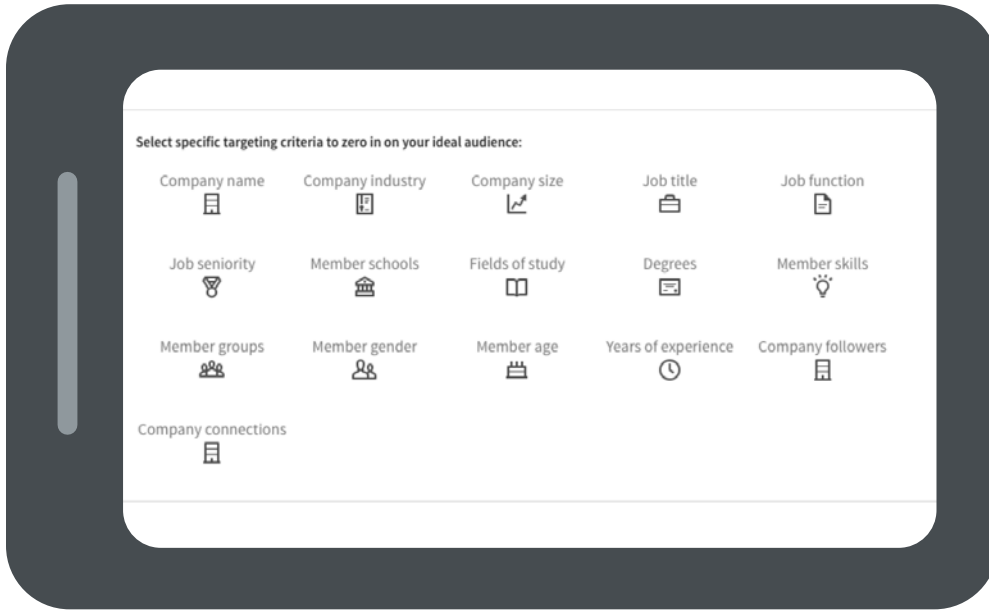 Select specific targeting criteria to zero in on your ideal audience:
Company name Company industry Company size Job title Job function
Job seniority Member schools Fields of study Degrees Member skills
Member groups Member gender Member age Years of experience Company followers
Company connections